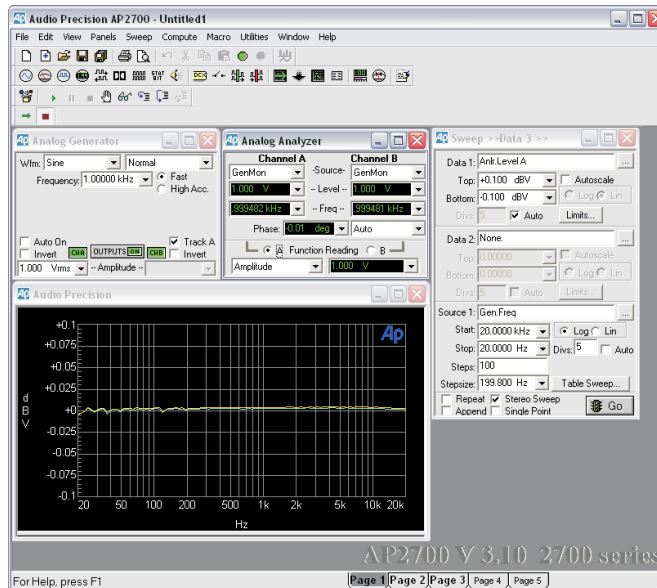 Audio Precision AP2700 - Untitled1
File Edit View Panels Sweep Compute Macro Utilities Window Help
Analog Generator
Wfm: Sine Normal
Frequency: 1.00000 kHz Fast
High Acc.
Auto On Track A
Invert CHA OUTPUTS ON CHB Invert
1.000 Vrms -- Amplitude --
Analog Analyzer
Channel A Channel B
GenMon -Source- GenMon
1.000 V -- Level -- 1.000 V
999482 kHz -- Freq -- 999481 kHz
Phase: -0.01 deg Auto
A Function Reading B
Amplitude 1.000 V
Sweep >>Data 3 >>
Data 1: Anlr.Level A ...
Top: +0.100 dBV Autoscale
Bottom: -0.100 dBV Log Lin
Divs: 5 Auto Limits...
Data 2: None. ...
Top: 0.00000 Autoscale
Bottom: 0.00000 Log Lin
Divs: 5 Auto Limits...
Source 1: Gen.Freq ...
Start: 20.0000 kHz Log Lin
Stop: 20.0000 Hz Divs: 5 Auto
Steps: 100
Stepsize: 199.800 Hz Table Sweep...
Repeat Stereo Sweep
Append Single Point Go
Audio Precision
Ap
+0.1
+0.075
+0.05
+0.025
+0
-0.025
-0.05
-0.075
-0.1
d
B
V
20 50 100 200 500 1k 2k 5k 10k 20k
Hz
AP2700 V 3.10 2700 series
For Help, press F1
Page 1 Page 2 Page 3 Page 4 Page 5